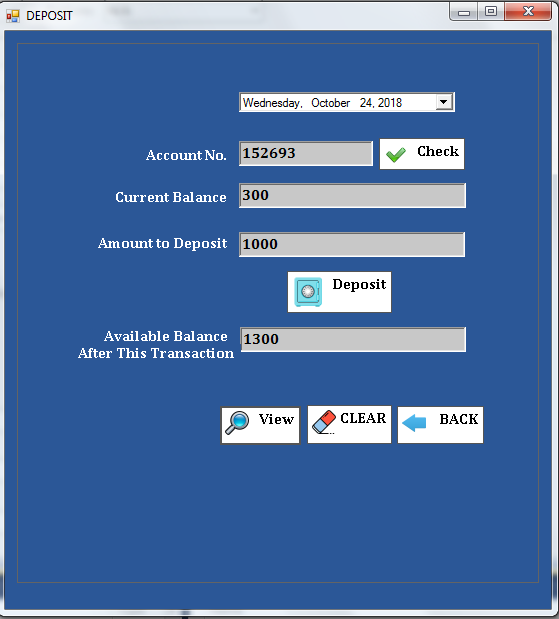 DEPOSIT
Wednesday, October 24, 2018
Account No. 152693 Check
Current Balance 300
Amount to Deposit 1000
Deposit
Available Balance
After This Transaction 1300
View CLEAR BACK